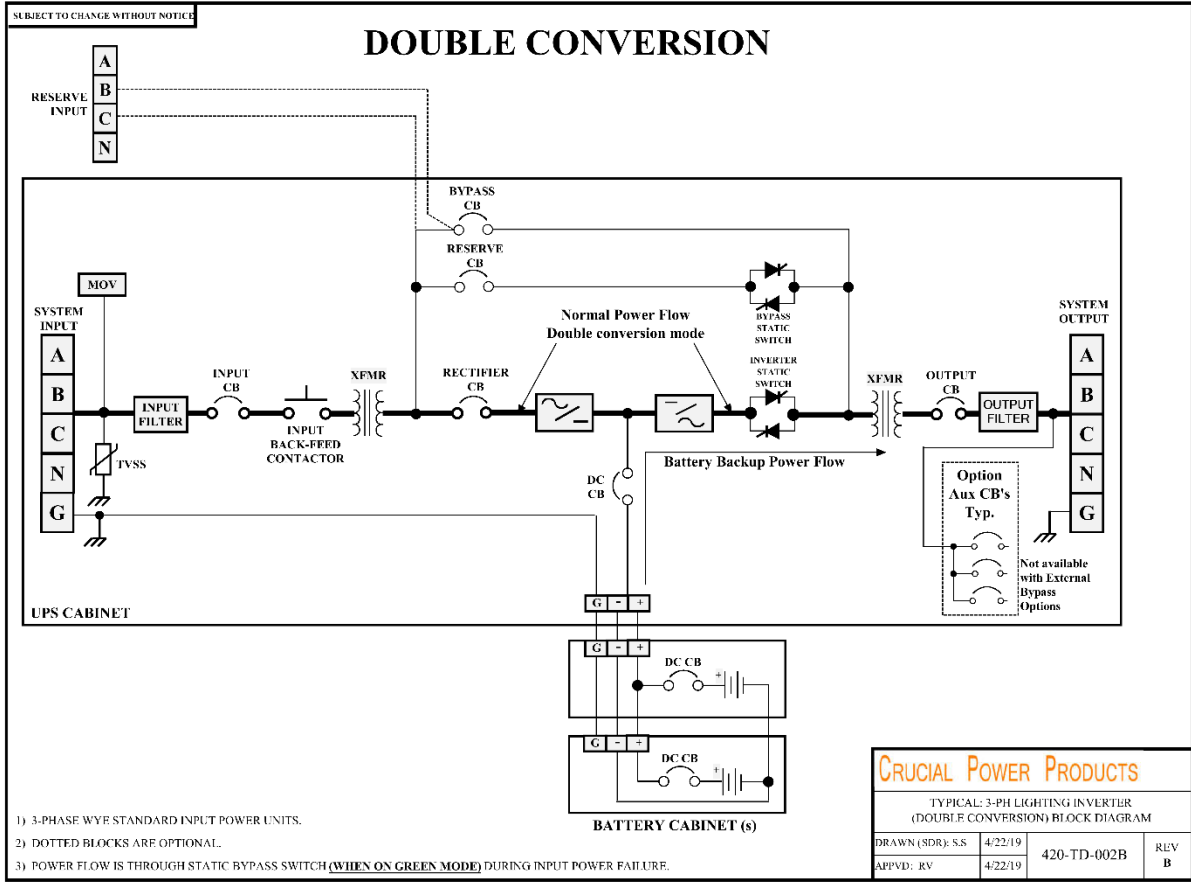 SUBJECT TO CHANGE WITHOUT NOTICE
DOUBLE CONVERSION
RESERVE
INPUT
A
B
C
N
BYPASS
CB
RESERVE
CB
MOV
SYSTEM
INPUT
A
B
C
N
G
INPUT
FILTER
TVSS
INPUT
CB
INPUT
BACK-FEED
CONTACTOR
XFMR
RECTIFIER
CB
Normal Power Flow
Double conversion mode
BYPASS
STATIC
SWITCH
INVERTER
STATIC
SWITCH
Battery Backup Power Flow
DC
CB
XFMR
OUTPUT
CB
OUTPUT
FILTER
SYSTEM
OUTPUT
A
B
C
N
G
Option
Aux CB's
Typ.
Not available
with External
Bypass
Options
UPS CABINET
G - +
G - +
DC CB
+
G - +
DC CB
+
BATTERY CABINET (s)
1) 3-PHASE WYE STANDARD INPUT POWER UNITS.
2) DOTTED BLOCKS ARE OPTIONAL.
3) POWER FLOW IS THROUGH STATIC BYPASS SWITCH (WHEN ON GREEN MODE) DURING INPUT POWER FAILURE.
CRUCIAL POWER PRODUCTS
TYPICAL: 3-PH LIGHTING INVERTER
(DOUBLE CONVERSION) BLOCK DIAGRAM
DRAWN (SDR): S.S 4/22/19
APPVD: RV 4/22/19
420-TD-002B
REV
B